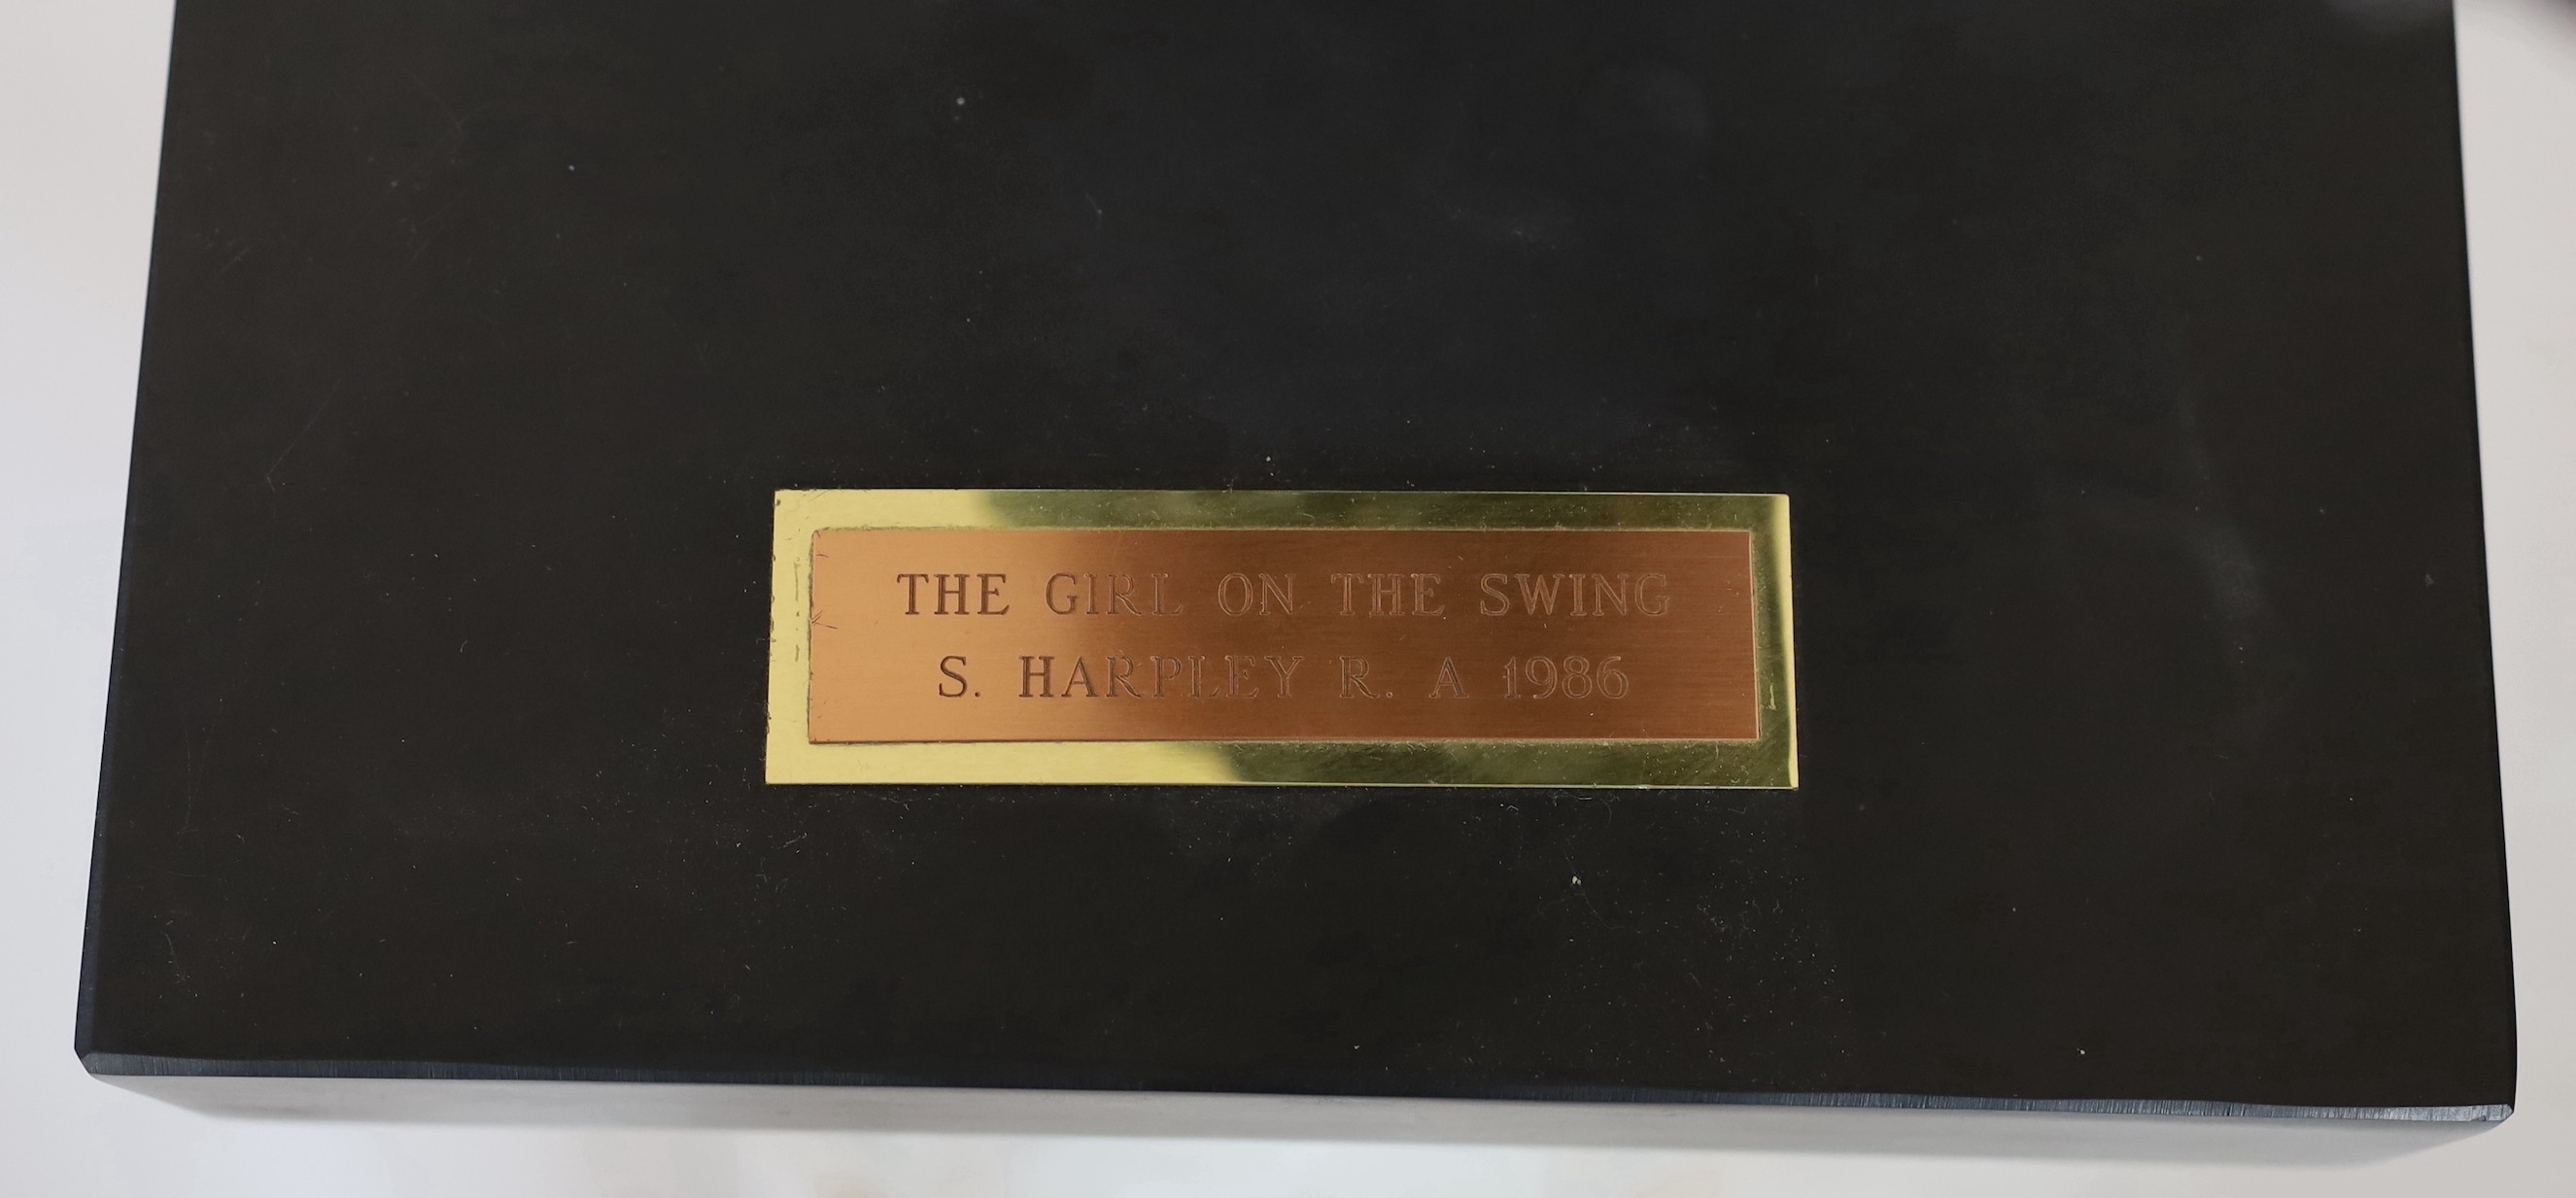 THE GIRL ON THE SWING
S. HARPLEY R. A 1986